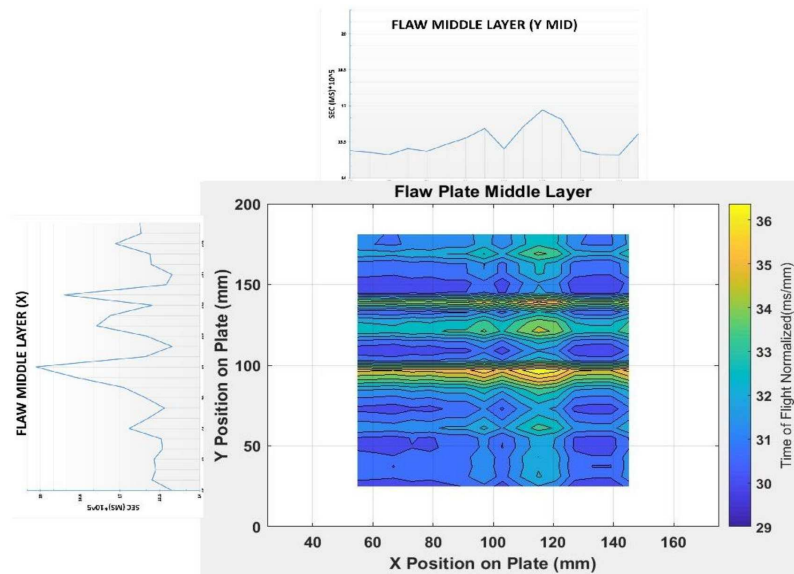 FLAW MIDDLE LAYER (Y MID)
SEC (MS)*10^5
FLAW MIDDLE LAYER (X)
SEC (MS)*10^5
Flaw Plate Middle Layer
Y Position on Plate (mm)
200
150
100
50
0
40 60 80 100 120 140 160
X Position on Plate (mm)
36
35
34
33
32
31
30
29
Time of Flight Normalized(ms/mm)